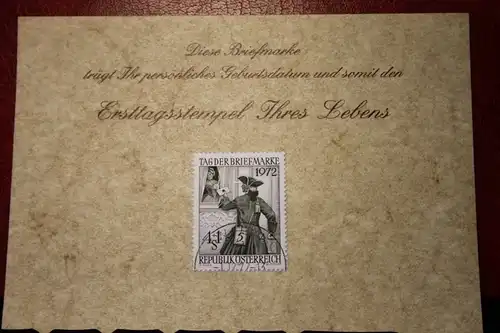 Diese Briefmarke
trägt Ihr persönliches Geburtsdatum und somit den
Ersttagsstempel Ihres Lebens
TAG DER BRIEFMARKE
1972
4+1
S
REPUBLIK ÖSTERREICH